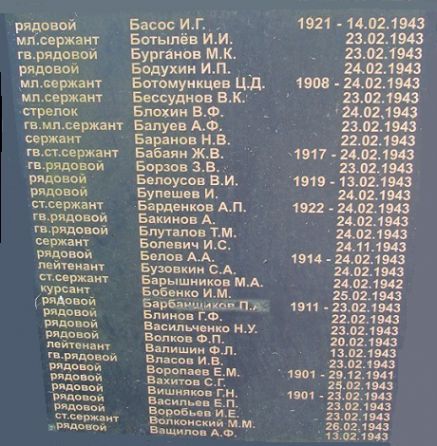 рядовой Басос И.Г. 1921 - 14.02.1943
мл.сержант Ботылёв И.И. 23.02.1943
гв.рядовой Бурганов М.К. 23.02.1943
рядовой Бодухин И.П. 24.02.1943
мл.сержант Ботомункцев Ц.Д. 1908 - 24.02.1943
мл.сержант Бессуднов В.К. 23.02.1943
стрелок Блохин В.Ф. 24.02.1943
гв.мл.сержант Балуев А.Ф. 23.02.1943
сержант Баранов Н.В. 22.02.1943
гв.ст.сержант Бабаян Ж.В. 1917 - 24.02.1943
гв.рядовой Борзов З.В. 23.02.1943
рядовой Белоусов В.И. 1919 - 13.02.1943
рядовой Бупешев И. 24.02.1943
ст.сержант Барденков А.П. 1922 - 24.02.1943
гв.рядовой Бакинов А. 24.02.1943
гв.рядовой Блуталов Т.М. 24.02.1943
сержант Болевич И.С. 24.11.1943
рядовой Белов А.А. 1914 - 24.02.1943
лейтенант Бузовкин С.А. 24.02.1943
ст.сержант Барышников М.А. 24.02.1942
курсант Бобенко И.М. 25.02.1943
рядовой 1911 - 23.02.1943
рядовой Блинов Г.Ф. 22.02.1943
рядовой Васильченко Н.У. 23.02.1943
рядовой Волков Ф.П. 20.02.1943
лейтенант Валишин Ф.Л. 13.02.1943
гв.рядовой Власов И.В. 23.02.1943
рядовой Воропаев Е.М. 1901 - 29.12.1941
рядовой Вахитов С.Г. 25.02.1943
рядовой Вишняков Г.Н. 1901 - 23.02.1943
рядовой Васильев Б.П. 23.02.1943
рядовой Воробьев И.Е. 23.02.1943
ст.сержант Волконский М.М. 26.02.1943
рядовой Ващилов А.Ф. 13.02.1943